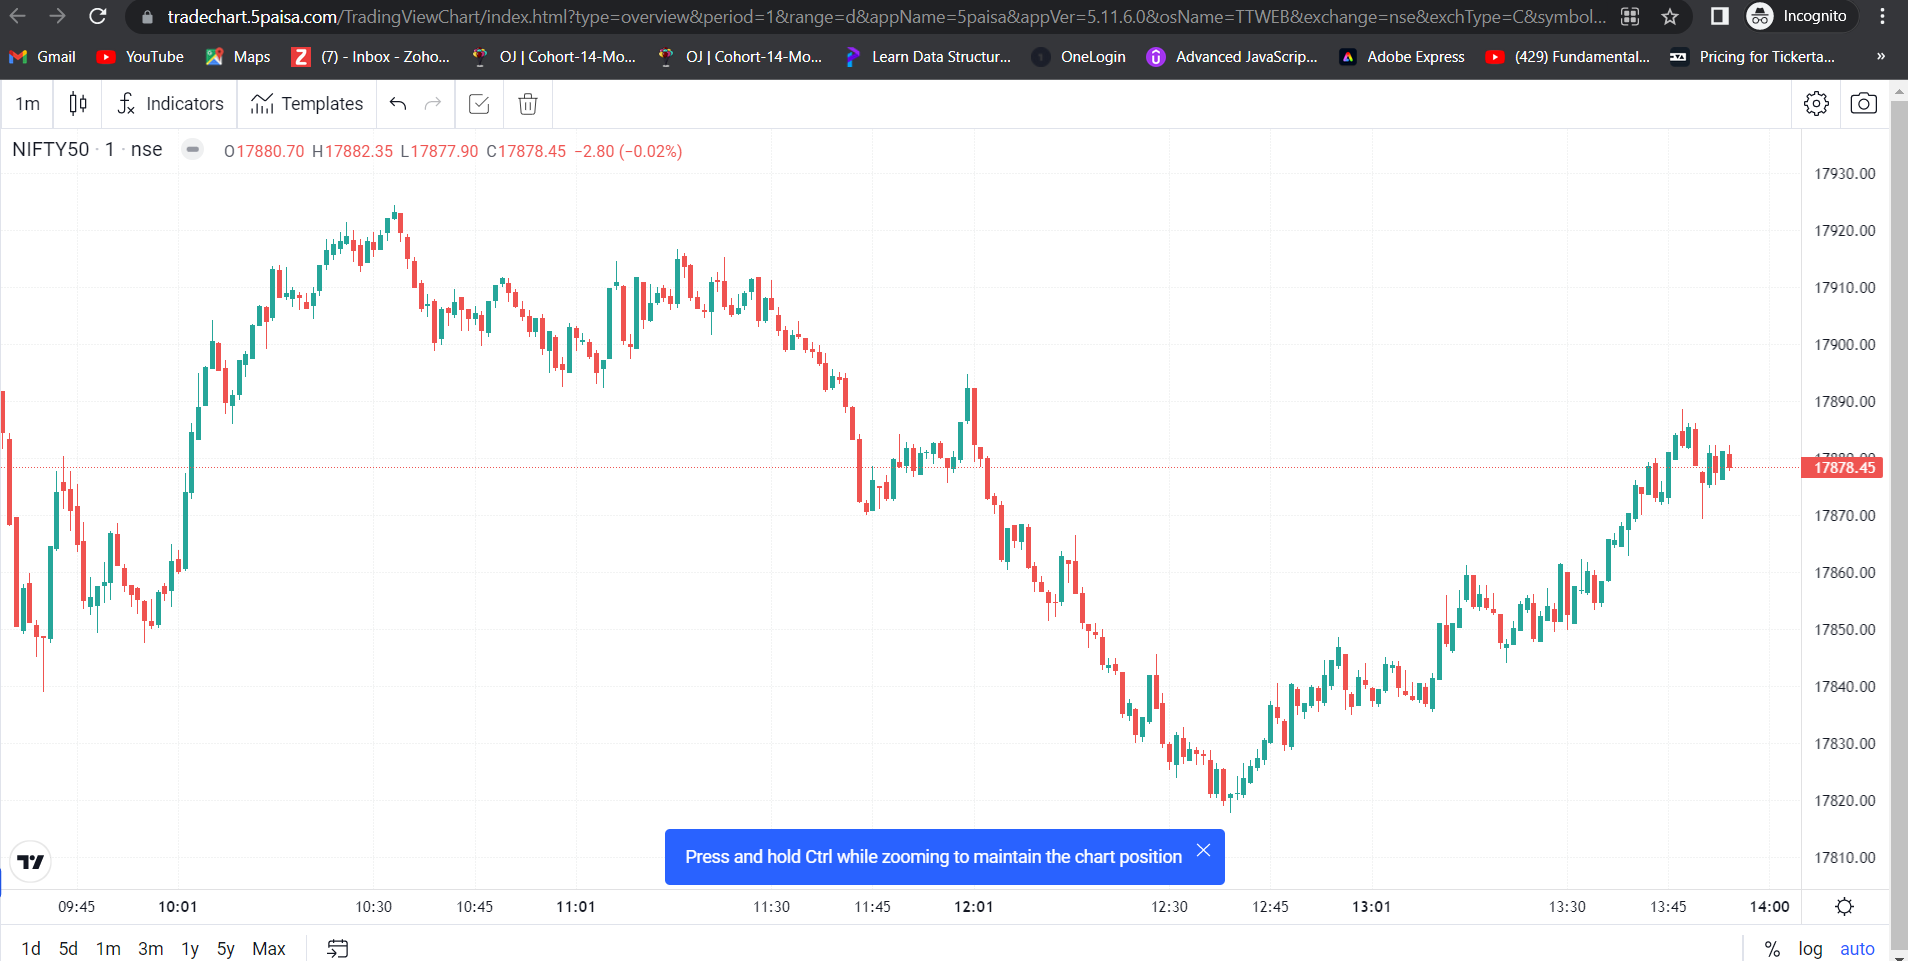 tradechart.5paisa.com/TradingViewChart/index.html?type=overview&period=1&range=d&appName=5paisa&appVer=5.11.6.0&osName=TTWEB&exchange=nse&exchType=C&symbol... Incognito
Gmail YouTube Maps (7) - Inbox - Zoho... OJ | Cohort-14-Mo... OJ | Cohort-14-Mo... Learn Data Structur... OneLogin Advanced JavaScrip... Adobe Express (429) Fundamental... Pricing for Tickerta... »
1m Indicators Templates
NIFTY50 · 1 · nse O17880.70 H17882.35 L17877.90 C17878.45 −2.80 (−0.02%)
17930.00
17920.00
17910.00
17900.00
17890.00
17878.45
17870.00
17860.00
17850.00
17840.00
17830.00
17820.00
17810.00
Press and hold Ctrl while zooming to maintain the chart position
09:45 10:01 10:30 10:45 11:01 11:30 11:45 12:01 12:30 12:45 13:01 13:30 13:45 14:00
1d 5d 1m 3m 1y 5y Max % log auto